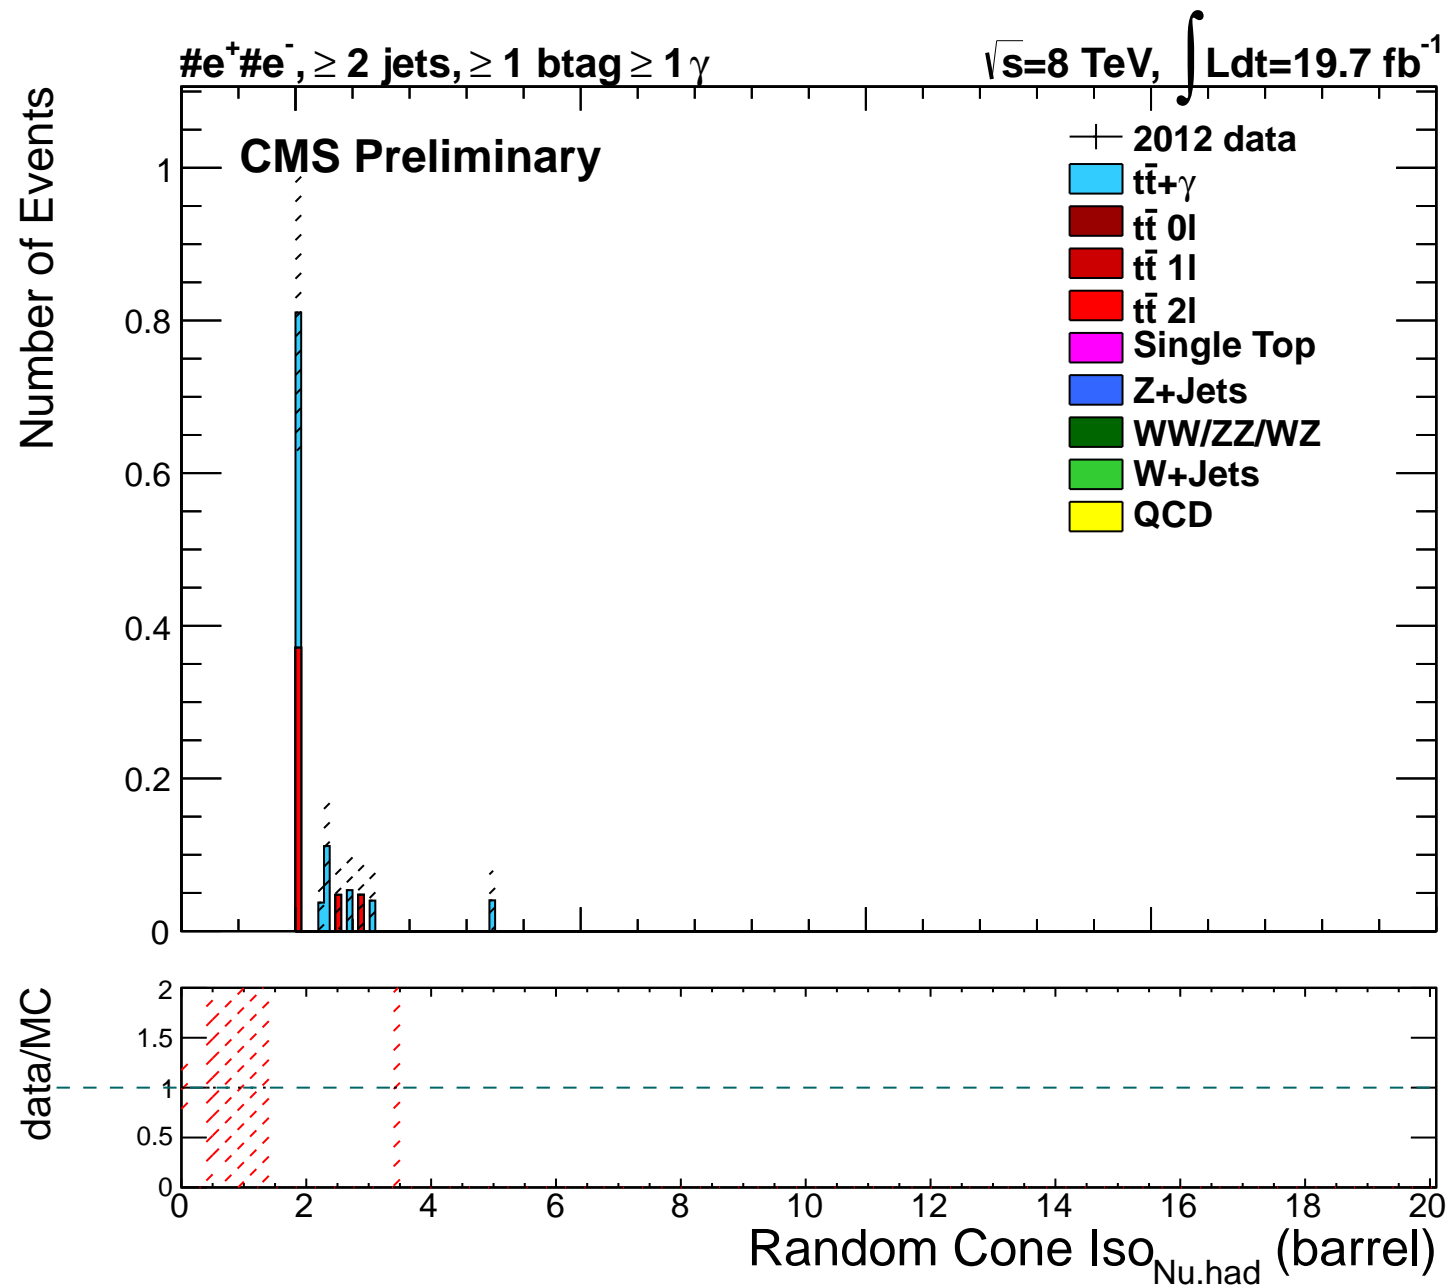 #e⁺#e⁻, ≥ 2 jets, ≥ 1 btag ≥ 1 γ
√s=8 TeV, ∫Ldt=19.7 fb⁻¹
CMS Preliminary
2012 data
tt̄+γ
tt̄ 0l
tt̄ 1l
tt̄ 2l
Single Top
Z+Jets
WW/ZZ/WZ
W+Jets
QCD
Number of Events
1
0.8
0.6
0.4
0.2
0
data/MC
2
1.5
1
0.5
0
0 2 4 6 8 10 12 14 16 18 20
Random Cone Iso_Nu.had (barrel)